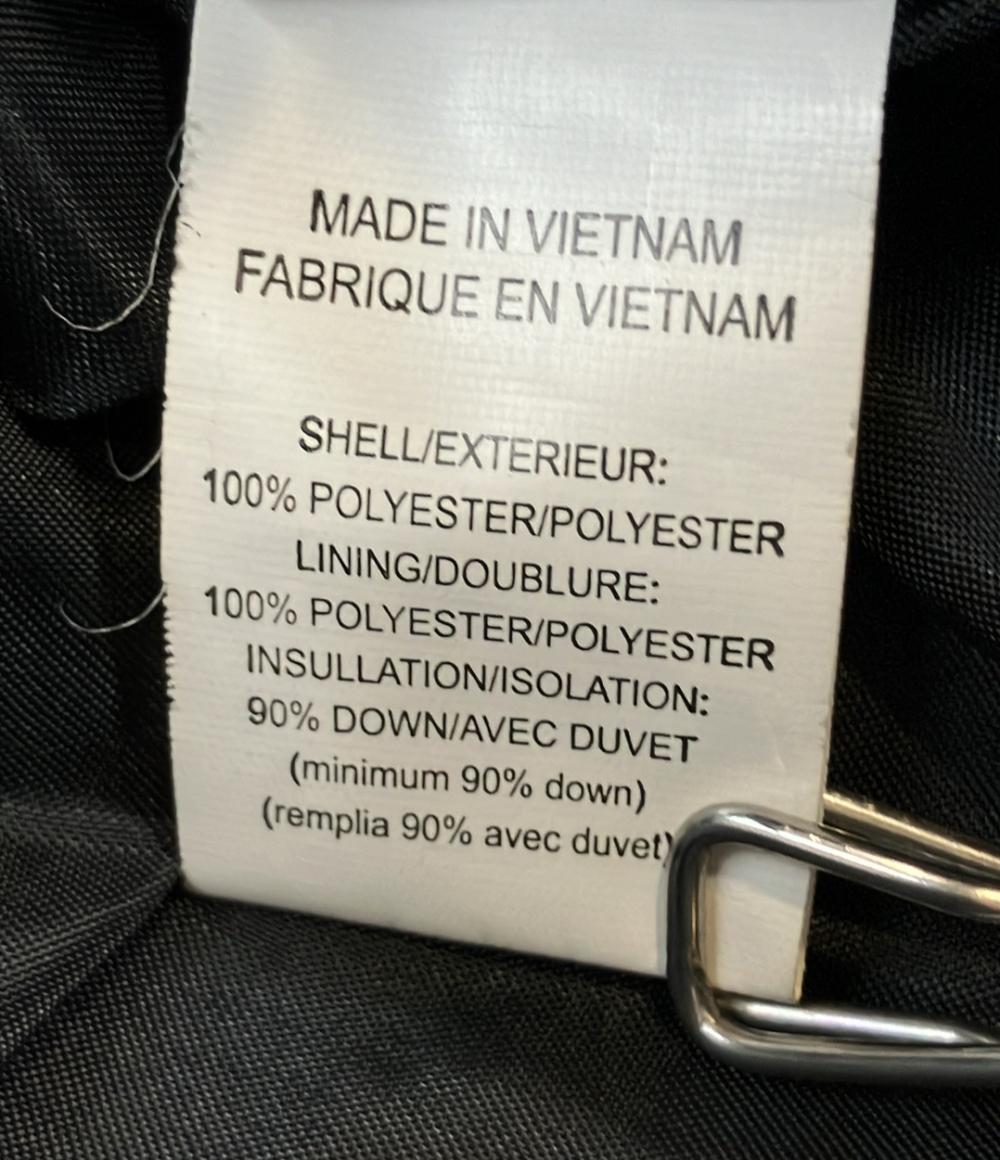 MADE IN VIETNAM
FABRIQUE EN VIETNAM
SHELL/EXTERIEUR:
100% POLYESTER/POLYESTER
LINING/DOUBLURE:
100% POLYESTER/POLYESTER
INSULLATION/ISOLATION:
90% DOWN/AVEC DUVET
(minimum 90% down)
(remplia 90% avec duvet)